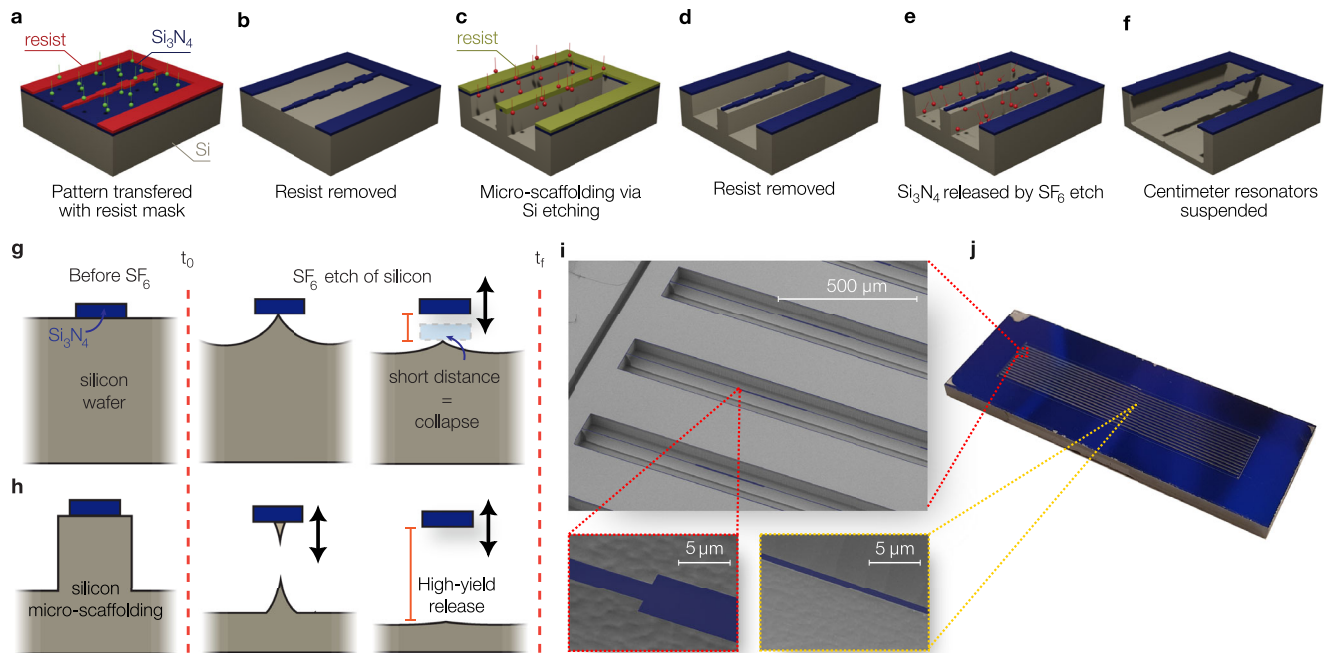 a
resist
Si₃N₄
Si
Pattern transfered
with resist mask
b
Resist removed
c
resist
Micro-scaffolding via
Si etching
d
Resist removed
e
Si₃N₄ released by SF₆ etch
f
Centimeter resonators
suspended
g
Before SF₆
t₀
SF₆ etch of silicon
t_f
Si₃N₄
silicon
wafer
short distance
=
collapse
h
silicon
micro-scaffolding
High-yield
release
i
500 µm
5 µm
5 µm
j